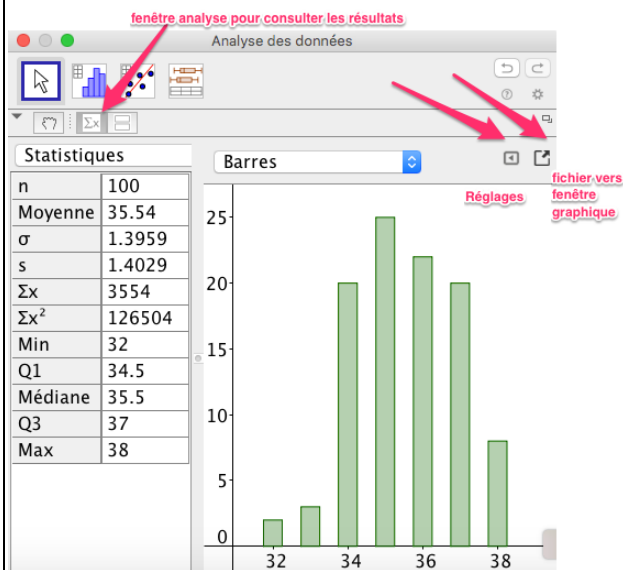 fenêtre analyse pour consulter les résultats
Analyse des données
Σx
Statistiques
n 100
Moyenne 35.54
σ 1.3959
s 1.4029
Σx 3554
Σx² 126504
Min 32
Q1 34.5
Médiane 35.5
Q3 37
Max 38
Barres
Réglages
fichier vers
fenêtre
graphique
25
20
15
10
5
0
32 34 36 38